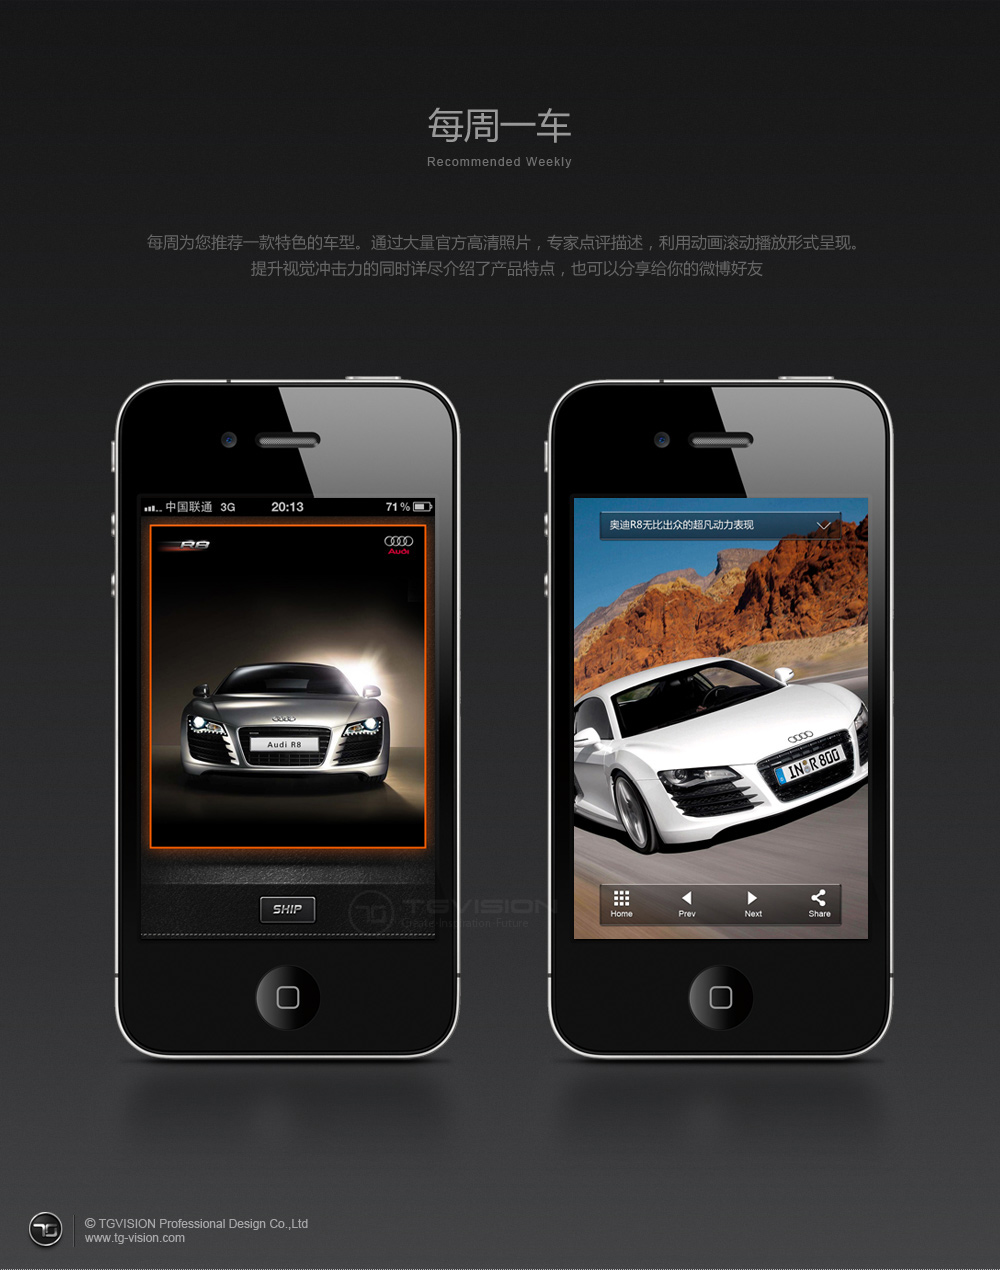 每周一车
Recommended Weekly
每周为您推荐一款特色的车型。通过大量官方高清照片，专家点评描述，利用动画滚动播放形式呈现。
提升视觉冲击力的同时详尽介绍了产品特点，也可以分享给你的微博好友
中国联通 3G 20:13 71%
R8 Audi
Audi R8
SHIP
TGVISION
Create·Inspiration·Future
奥迪R8无比出众的超凡动力表现
IN R 800
Home Prev Next Share
© TGVISION Professional Design Co.,Ltd
www.tg-vision.com